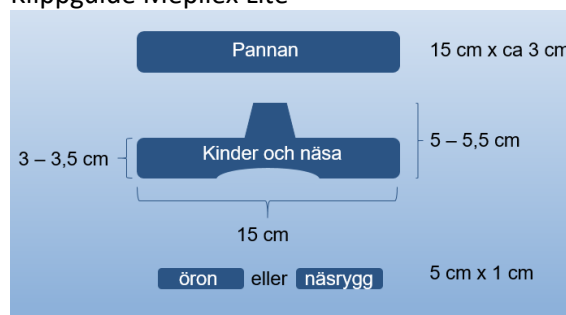 Klippguide Mepilex Lite
Pannan
15 cm x ca 3 cm
3 – 3,5 cm
Kinder och näsa
5 – 5,5 cm
15 cm
öron eller näsrygg
5 cm x 1 cm